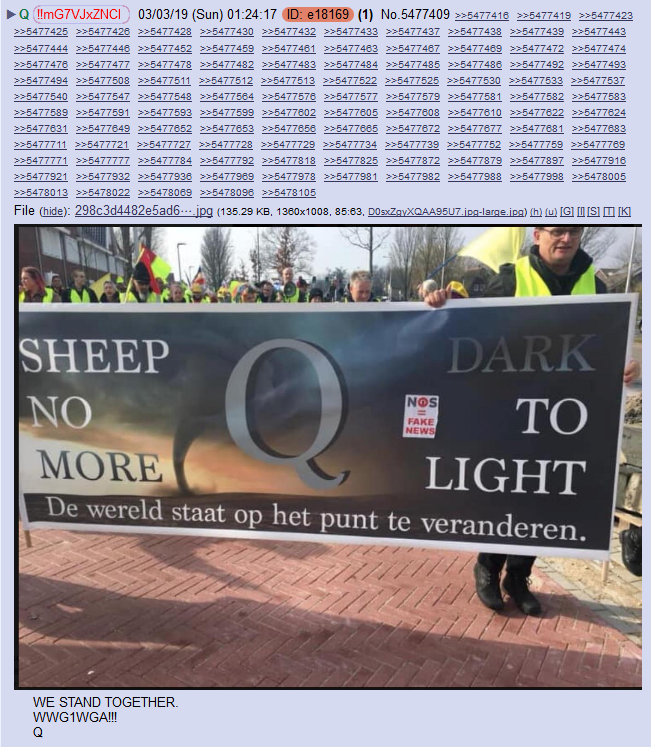 Q !!mG7VJxZNCI 03/03/19 (Sun) 01:24:17 ID: e18169 (1) No.5477409 >>5477416 >>5477419 >>5477423
>>5477425 >>5477426 >>5477428 >>5477430 >>5477432 >>5477433 >>5477437 >>5477438 >>5477439 >>5477443
>>5477444 >>5477446 >>5477452 >>5477459 >>5477461 >>5477463 >>5477467 >>5477469 >>5477472 >>5477474
>>5477476 >>5477477 >>5477478 >>5477482 >>5477483 >>5477484 >>5477485 >>5477486 >>5477492 >>5477493
>>5477494 >>5477508 >>5477511 >>5477512 >>5477513 >>5477522 >>5477525 >>5477530 >>5477533 >>5477537
>>5477540 >>5477547 >>5477548 >>5477564 >>5477576 >>5477577 >>5477579 >>5477581 >>5477582 >>5477583
>>5477589 >>5477591 >>5477593 >>5477599 >>5477602 >>5477605 >>5477608 >>5477610 >>5477622 >>5477624
>>5477631 >>5477649 >>5477652 >>5477653 >>5477656 >>5477665 >>5477672 >>5477677 >>5477681 >>5477683
>>5477711 >>5477721 >>5477727 >>5477728 >>5477729 >>5477734 >>5477739 >>5477752 >>5477759 >>5477769
>>5477771 >>5477777 >>5477784 >>5477792 >>5477818 >>5477825 >>5477872 >>5477879 >>5477897 >>5477916
>>5477921 >>5477932 >>5477936 >>5477969 >>5477978 >>5477981 >>5477982 >>5477988 >>5477998 >>5478005
>>5478013 >>5478022 >>5478069 >>5478096 >>5478105
File (hide): 298c3d4482e5ad6⋯.jpg (135.29 KB, 1360x1008, 85:63, D0sxZgyXQAA95U7.jpg-large.jpg) (h) (u) [G] [I] [S] [T] [K]
SHEEP
NO
MORE
Q
NOS
=
FAKE
NEWS
DARK
TO
LIGHT
De wereld staat op het punt te veranderen.
WE STAND TOGETHER.
WWG1WGA!!!
Q